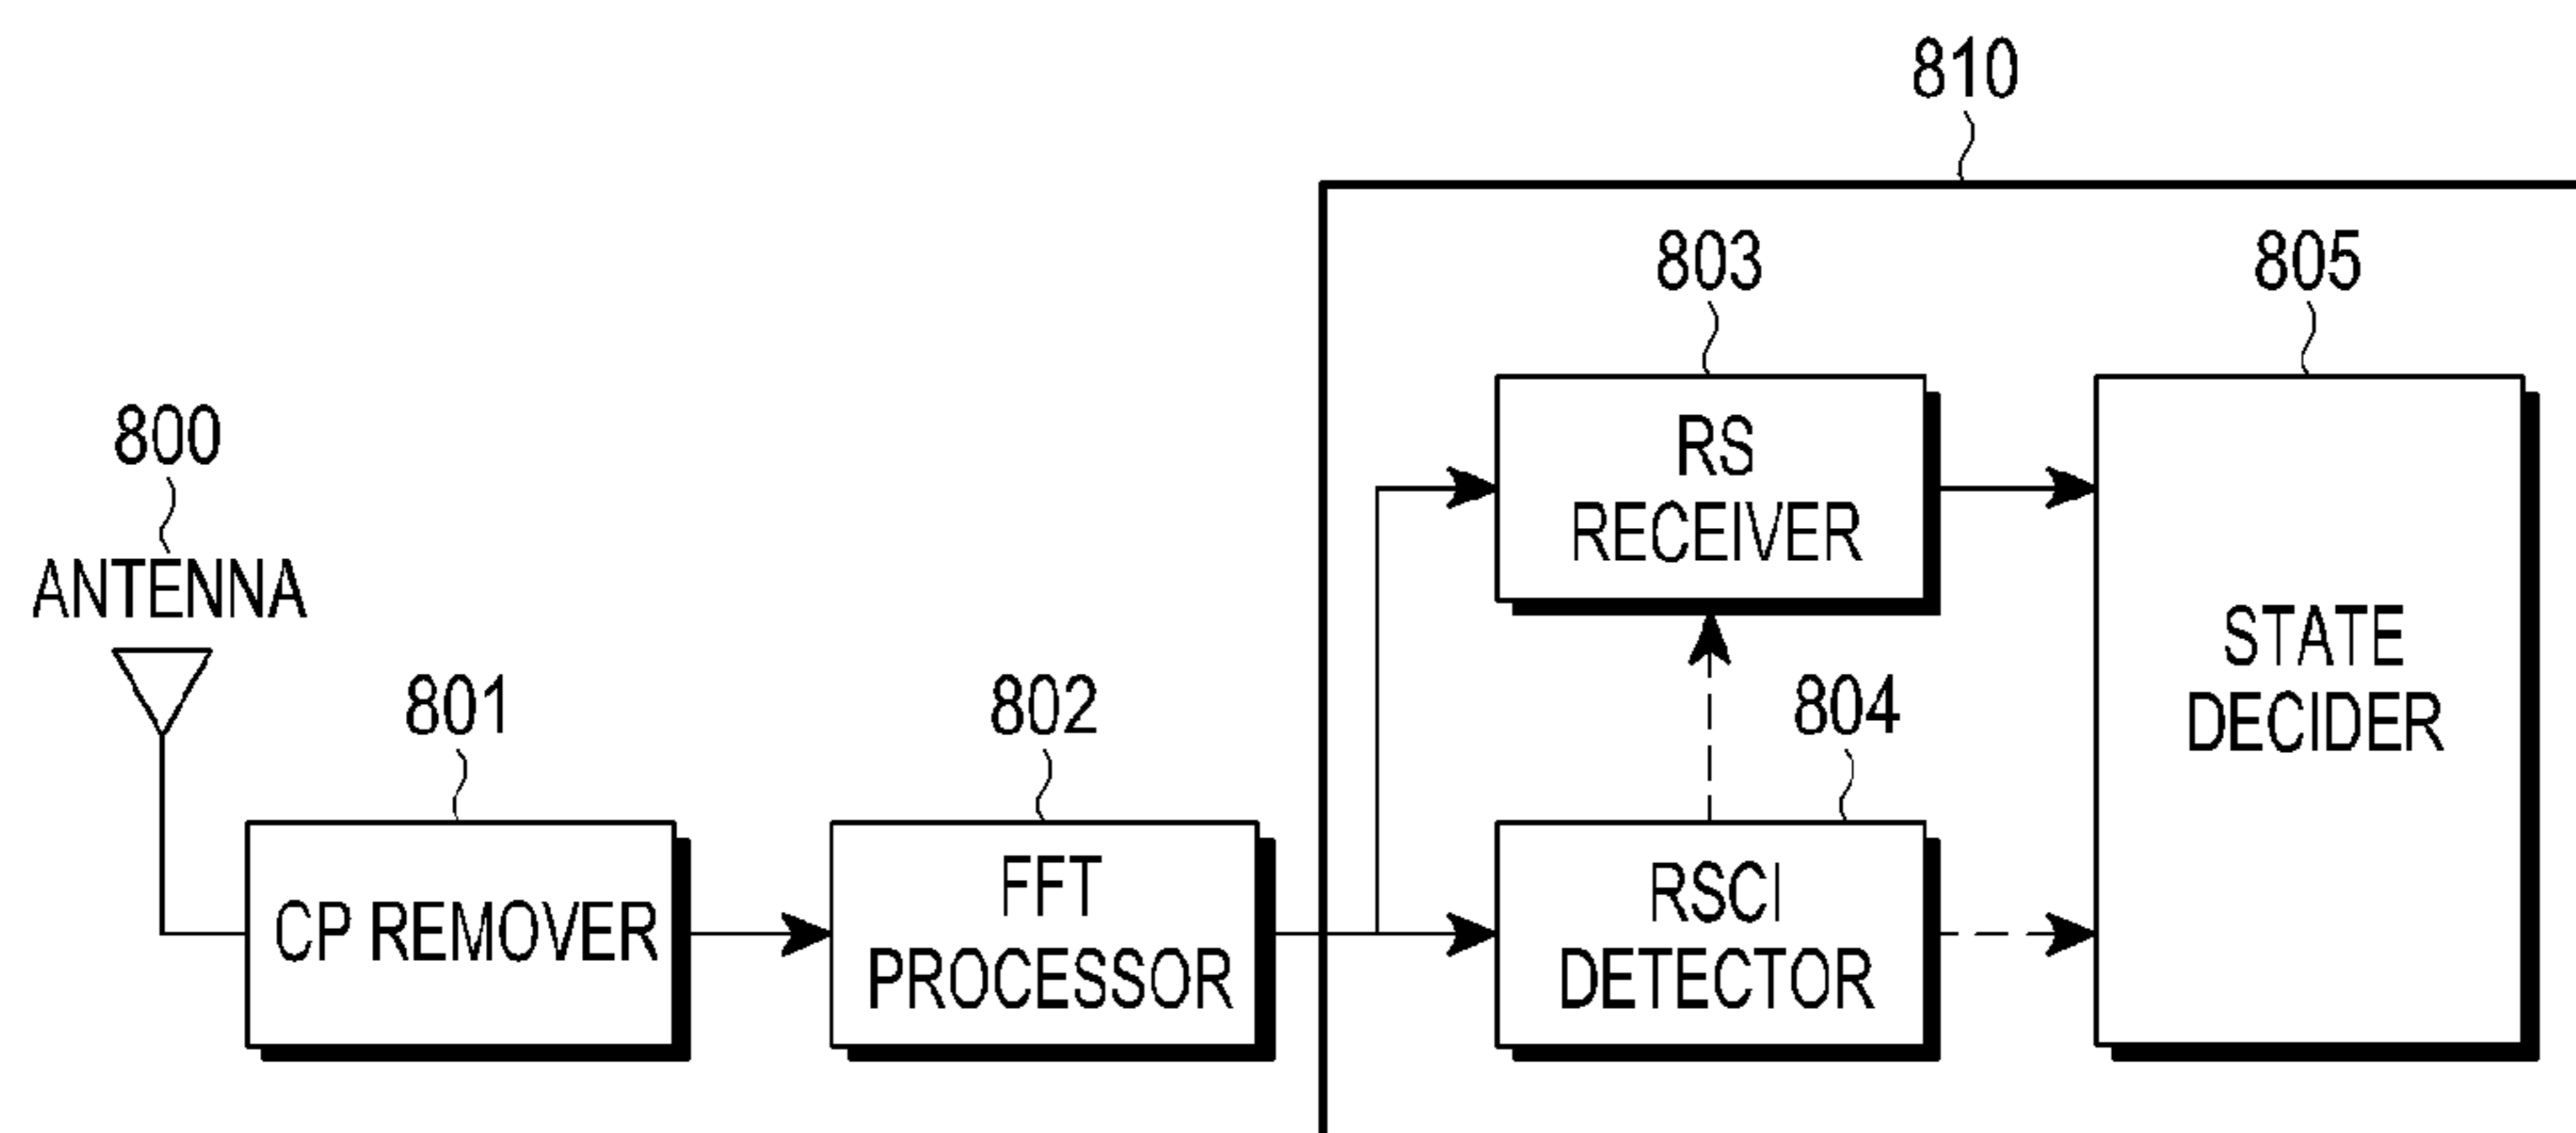 810
803
805
800
ANTENNA
RS
RECEIVER
STATE
DECIDER
801
802
804
CP REMOVER
FFT
PROCESSOR
RSCI
DETECTOR